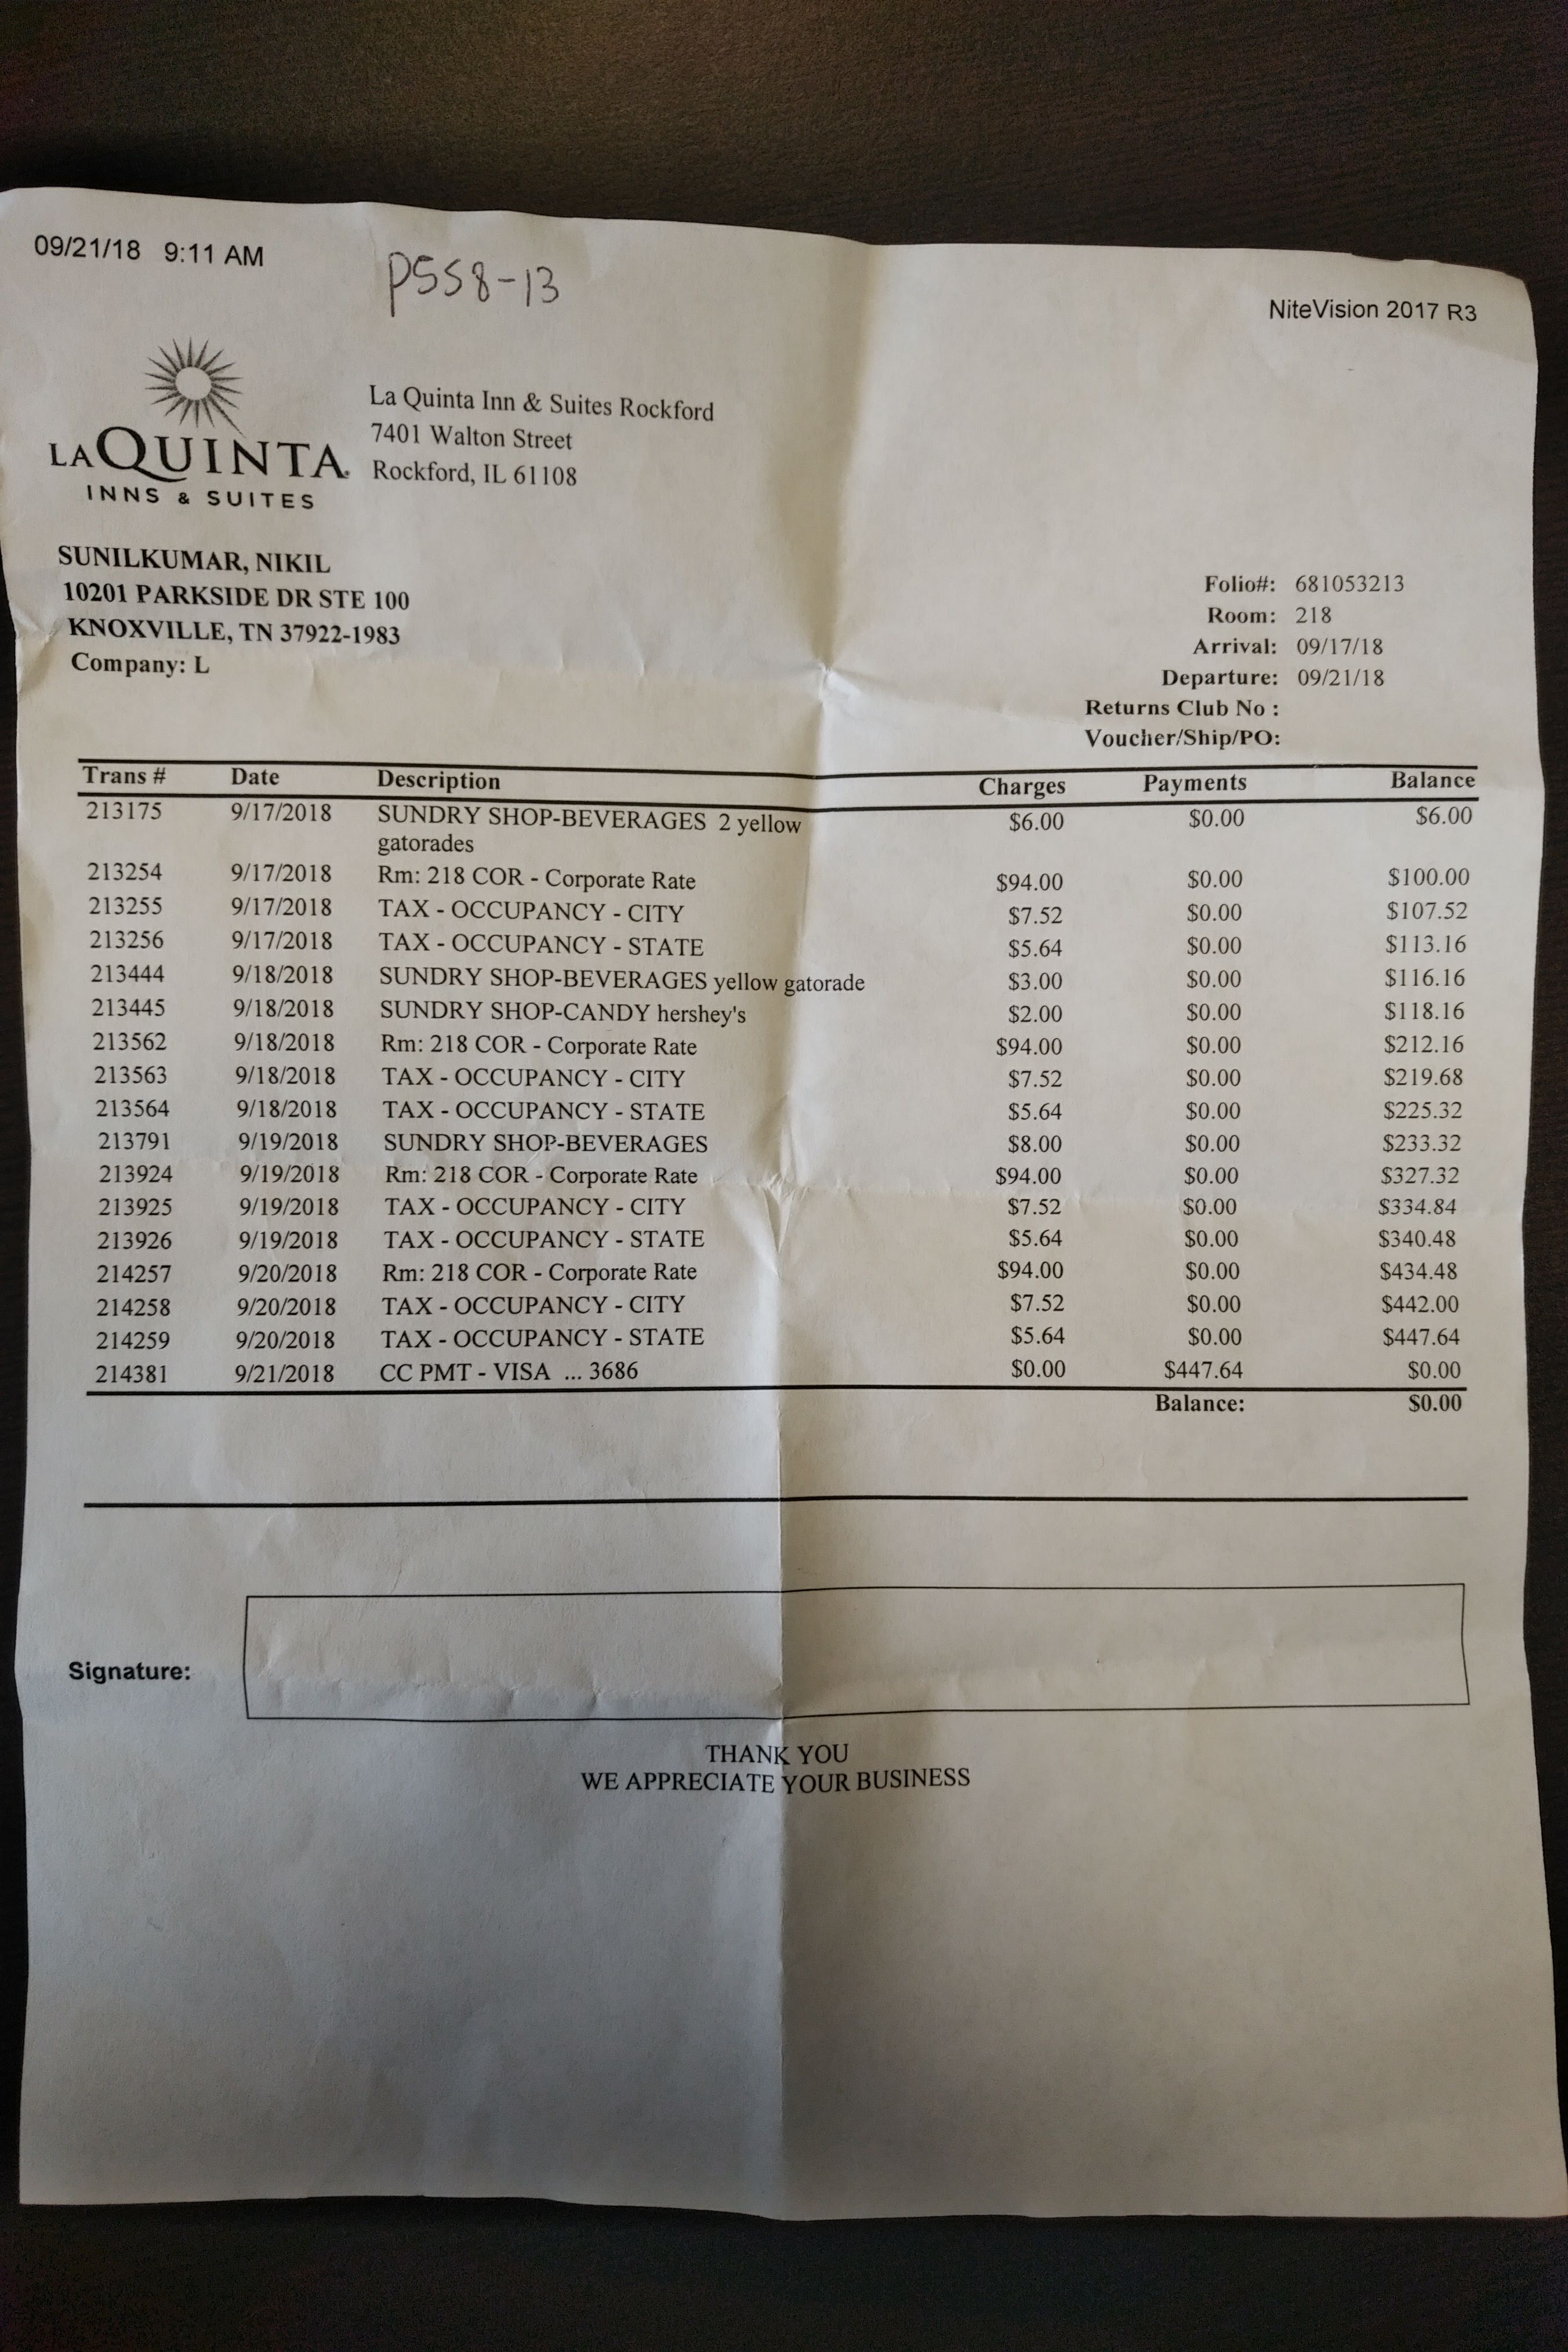 09/21/18 9:11 AM
P558-13
NiteVision 2017 R3
LA QUINTA
INNS & SUITES
La Quinta Inn & Suites Rockford
7401 Walton Street
Rockford, IL 61108
SUNILKUMAR, NIKIL
10201 PARKSIDE DR STE 100
KNOXVILLE, TN 37922-1983
Company: L
Folio#: 681053213
Room: 218
Arrival: 09/17/18
Departure: 09/21/18
Returns Club No :
Voucher/Ship/PO:
Trans # Date Description Charges Payments Balance
213175 9/17/2018 SUNDRY SHOP-BEVERAGES 2 yellow $6.00 $0.00 $6.00
gatorades
213254 9/17/2018 Rm: 218 COR - Corporate Rate $94.00 $0.00 $100.00
213255 9/17/2018 TAX - OCCUPANCY - CITY $7.52 $0.00 $107.52
213256 9/17/2018 TAX - OCCUPANCY - STATE $5.64 $0.00 $113.16
213444 9/18/2018 SUNDRY SHOP-BEVERAGES yellow gatorade $3.00 $0.00 $116.16
213445 9/18/2018 SUNDRY SHOP-CANDY hershey's $2.00 $0.00 $118.16
213562 9/18/2018 Rm: 218 COR - Corporate Rate $94.00 $0.00 $212.16
213563 9/18/2018 TAX - OCCUPANCY - CITY $7.52 $0.00 $219.68
213564 9/18/2018 TAX - OCCUPANCY - STATE $5.64 $0.00 $225.32
213791 9/19/2018 SUNDRY SHOP-BEVERAGES $8.00 $0.00 $233.32
213924 9/19/2018 Rm: 218 COR - Corporate Rate $94.00 $0.00 $327.32
213925 9/19/2018 TAX - OCCUPANCY - CITY $7.52 $0.00 $334.84
213926 9/19/2018 TAX - OCCUPANCY - STATE $5.64 $0.00 $340.48
214257 9/20/2018 Rm: 218 COR - Corporate Rate $94.00 $0.00 $434.48
214258 9/20/2018 TAX - OCCUPANCY - CITY $7.52 $0.00 $442.00
214259 9/20/2018 TAX - OCCUPANCY - STATE $5.64 $0.00 $447.64
214381 9/21/2018 CC PMT - VISA ... 3686 $0.00 $447.64 $0.00
Balance: $0.00
Signature:
THANK YOU
WE APPRECIATE YOUR BUSINESS